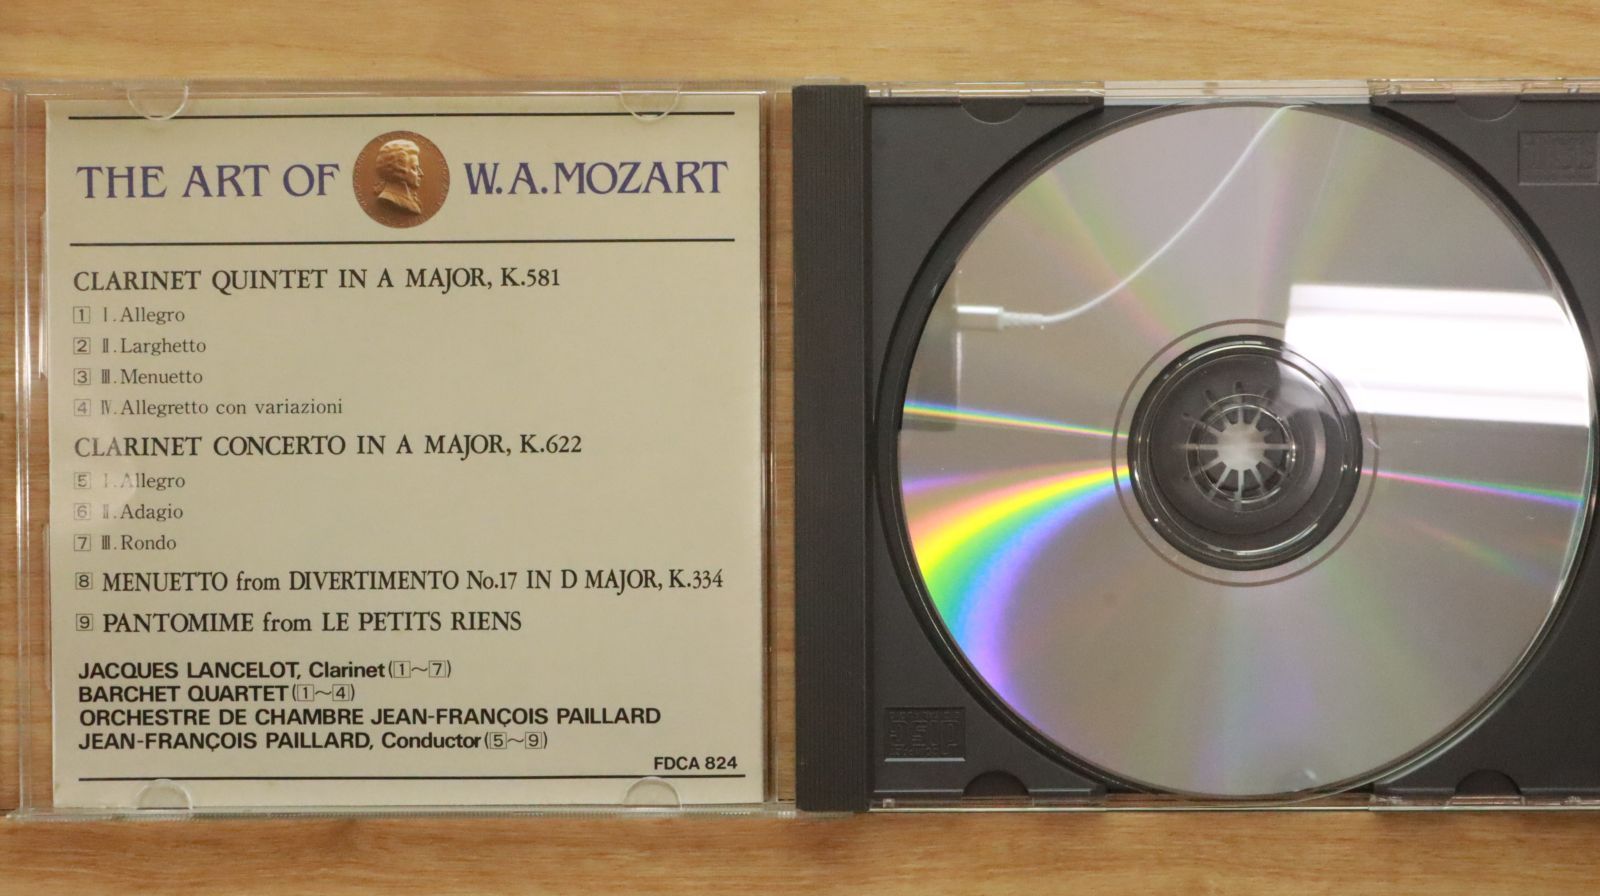 THE ART OF W.A.MOZART
CLARINET QUINTET IN A MAJOR, K.581
1 Ⅰ.Allegro
2 Ⅱ.Larghetto
3 Ⅲ.Menuetto
4 Ⅳ.Allegretto con variazioni
CLARINET CONCERTO IN A MAJOR, K.622
5 Ⅰ.Allegro
6 Ⅱ.Adagio
7 Ⅲ.Rondo
8 MENUETTO from DIVERTIMENTO No.17 IN D MAJOR, K.334
9 PANTOMIME from LE PETITS RIENS
JACQUES LANCELOT, Clarinet(1～7)
BARCHET QUARTET(1～4)
ORCHESTRE DE CHAMBRE JEAN-FRANÇOIS PAILLARD
JEAN-FRANÇOIS PAILLARD, Conductor(5～9)
FDCA 824